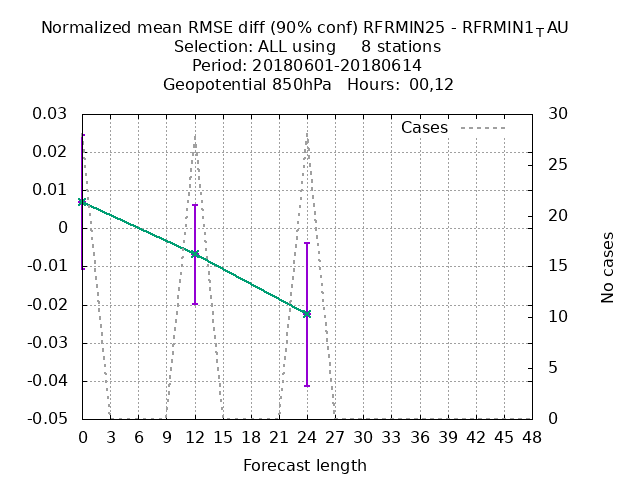 Normalized mean RMSE diff (90% conf) RFRMIN25 - RFRMIN1TAU
Selection: ALL using 8 stations
Period: 20180601-20180614
Geopotential 850hPa Hours: 00,12
Cases
0.03
0.02
0.01
0
-0.01
-0.02
-0.03
-0.04
-0.05
30
25
20
15
10
5
0
No cases
0 3 6 9 12 15 18 21 24 27 30 33 36 39 42 45 48
Forecast length